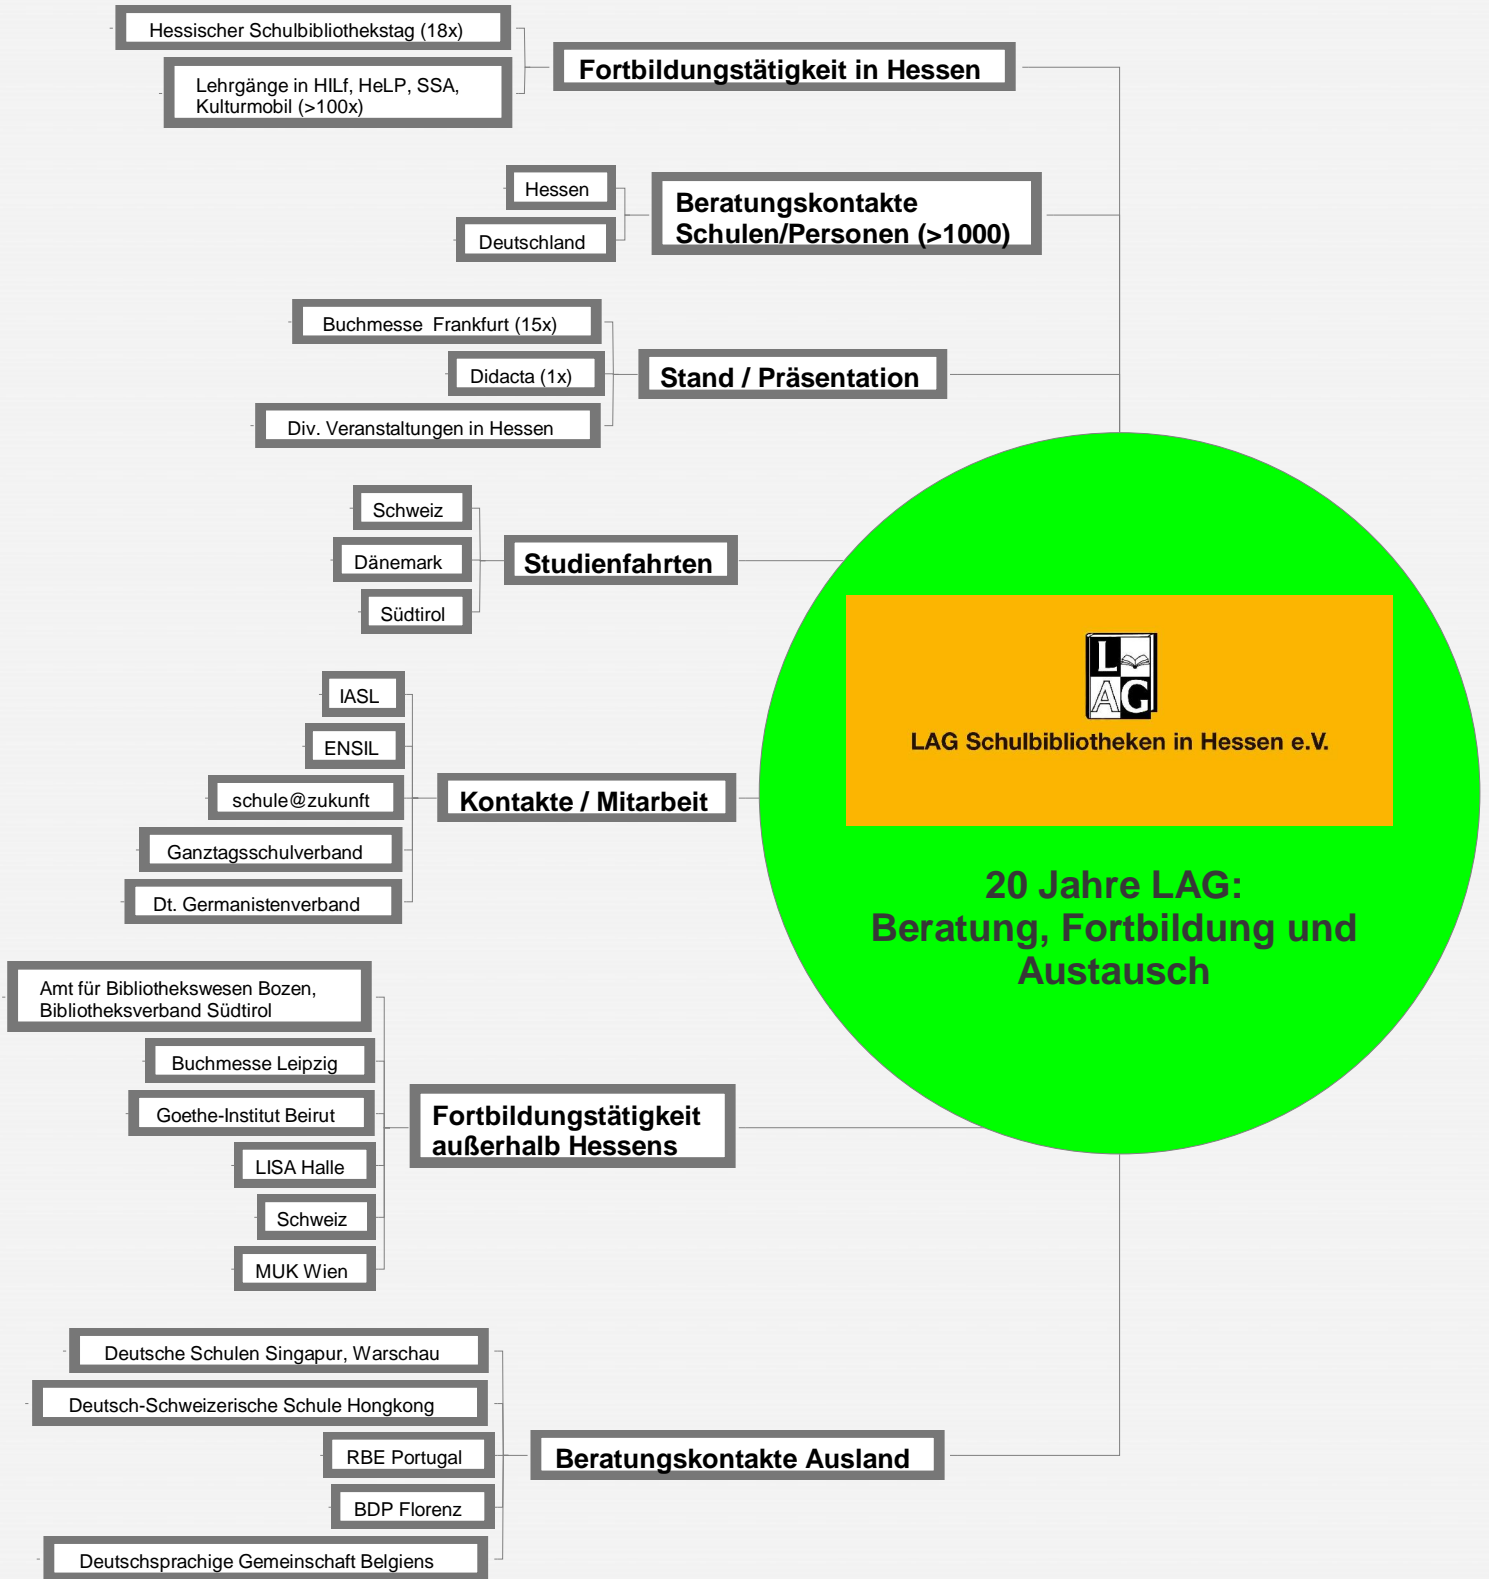 Hessischer Schulbibliothekstag (18x)
Lehrgänge in HILf, HeLP, SSA,
Kulturmobil (>100x)
Fortbildungstätigkeit in Hessen
Hessen
Deutschland
Beratungskontakte
Schulen/Personen (>1000)
Buchmesse Frankfurt (15x)
Didacta (1x)
Div. Veranstaltungen in Hessen
Stand / Präsentation
Schweiz
Dänemark
Südtirol
Studienfahrten
IASL
ENSIL
schule@zukunft
Ganztagsschulverband
Dt. Germanistenverband
Kontakte / Mitarbeit
Amt für Bibliothekswesen Bozen,
Bibliotheksverband Südtirol
Buchmesse Leipzig
Goethe-Institut Beirut
LISA Halle
Schweiz
MUK Wien
Fortbildungstätigkeit
außerhalb Hessens
Deutsche Schulen Singapur, Warschau
Deutsch-Schweizerische Schule Hongkong
RBE Portugal
BDP Florenz
Deutschsprachige Gemeinschaft Belgiens
Beratungskontakte Ausland
L
AG
LAG Schulbibliotheken in Hessen e.V.
20 Jahre LAG:
Beratung, Fortbildung und
Austausch